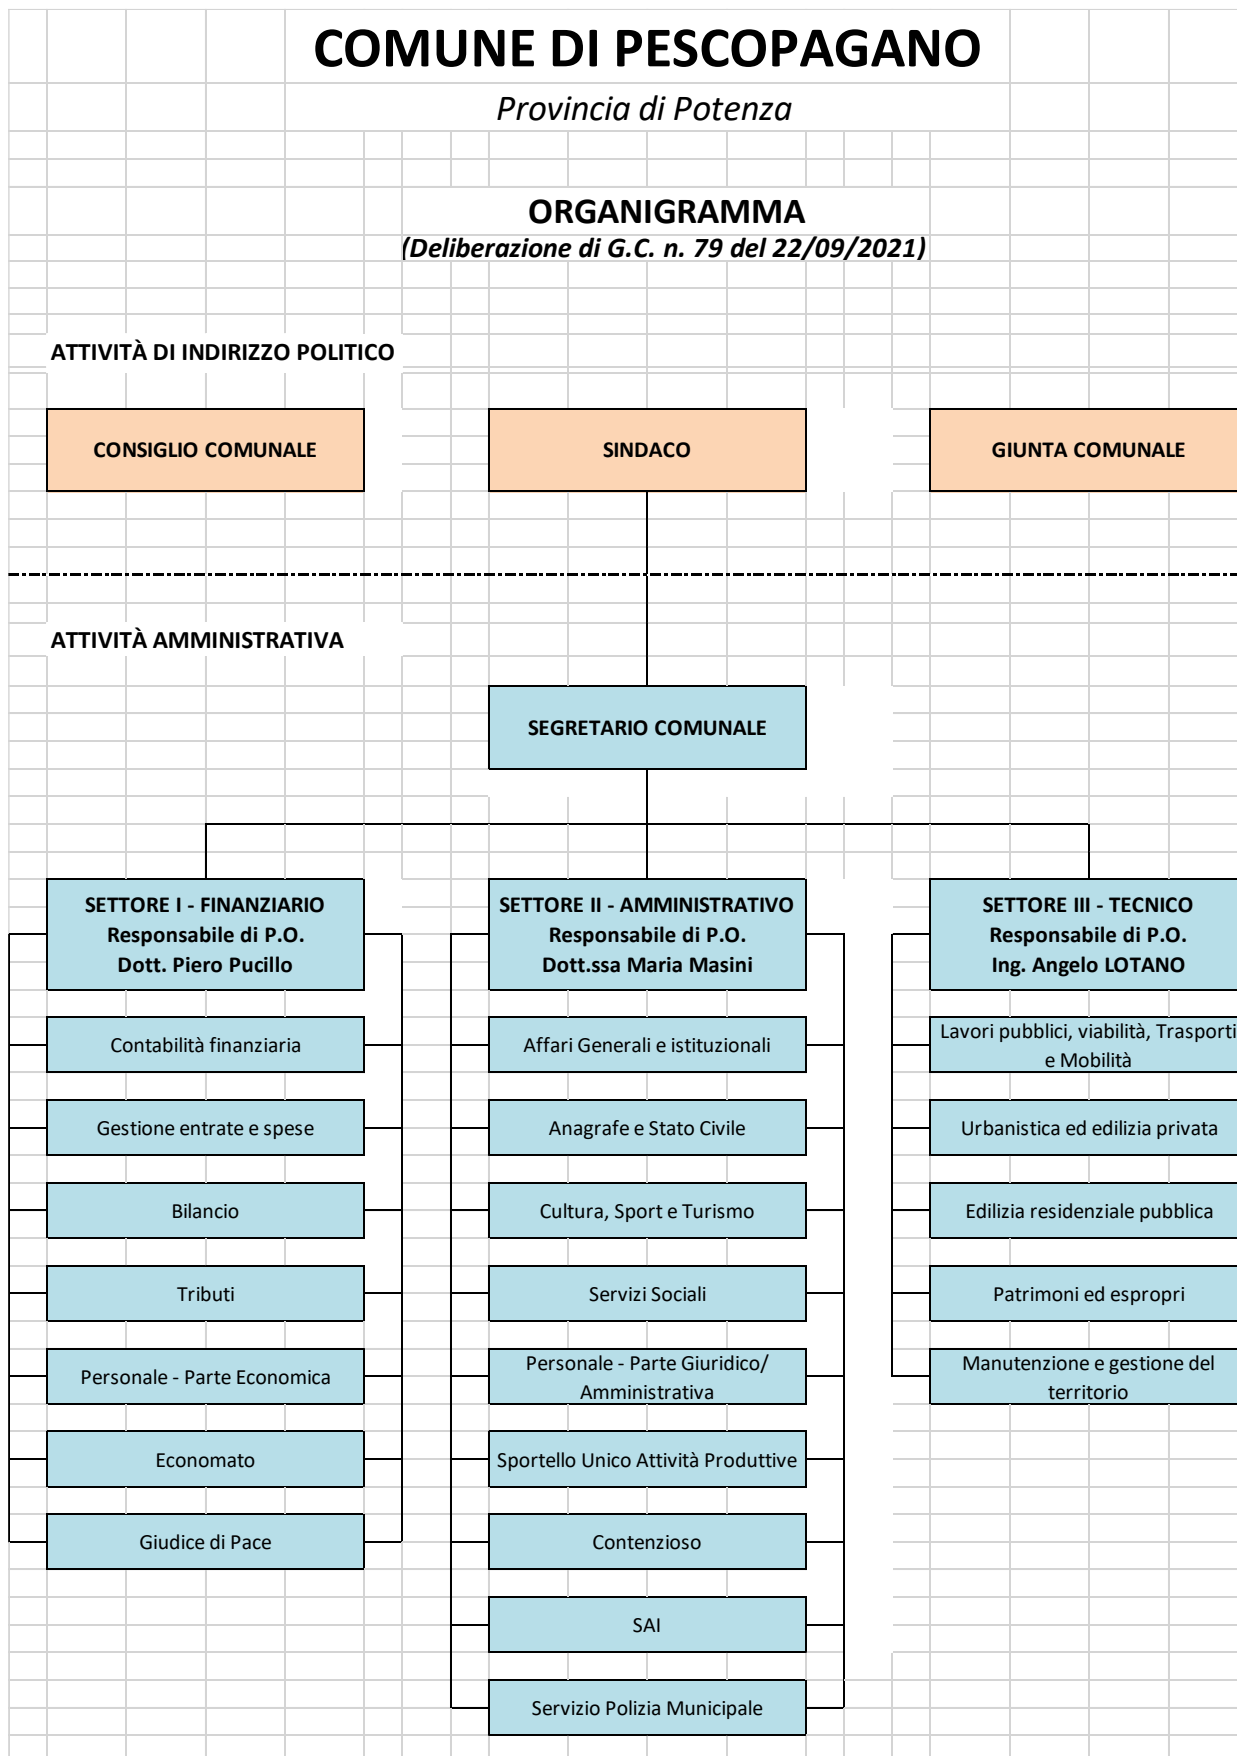 COMUNE DI PESCOPAGANO
Provincia di Potenza
ORGANIGRAMMA
(Deliberazione di G.C. n. 79 del 22/09/2021)
ATTIVITÀ DI INDIRIZZO POLITICO
CONSIGLIO COMUNALE
SINDACO
GIUNTA COMUNALE
ATTIVITÀ AMMINISTRATIVA
SEGRETARIO COMUNALE
SETTORE I - FINANZIARIO
Responsabile di P.O.
Dott. Piero Pucillo
Contabilità finanziaria
Gestione entrate e spese
Bilancio
Tributi
Personale - Parte Economica
Economato
Giudice di Pace
SETTORE II - AMMINISTRATIVO
Responsabile di P.O.
Dott.ssa Maria Masini
Affari Generali e istituzionali
Anagrafe e Stato Civile
Cultura, Sport e Turismo
Servizi Sociali
Personale - Parte Giuridico/
Amministrativa
Sportello Unico Attività Produttive
Contenzioso
SAI
Servizio Polizia Municipale
SETTORE III - TECNICO
Responsabile di P.O.
Ing. Angelo LOTANO
Lavori pubblici, viabilità, Trasporti
e Mobilità
Urbanistica ed edilizia privata
Edilizia residenziale pubblica
Patrimoni ed espropri
Manutenzione e gestione del
territorio